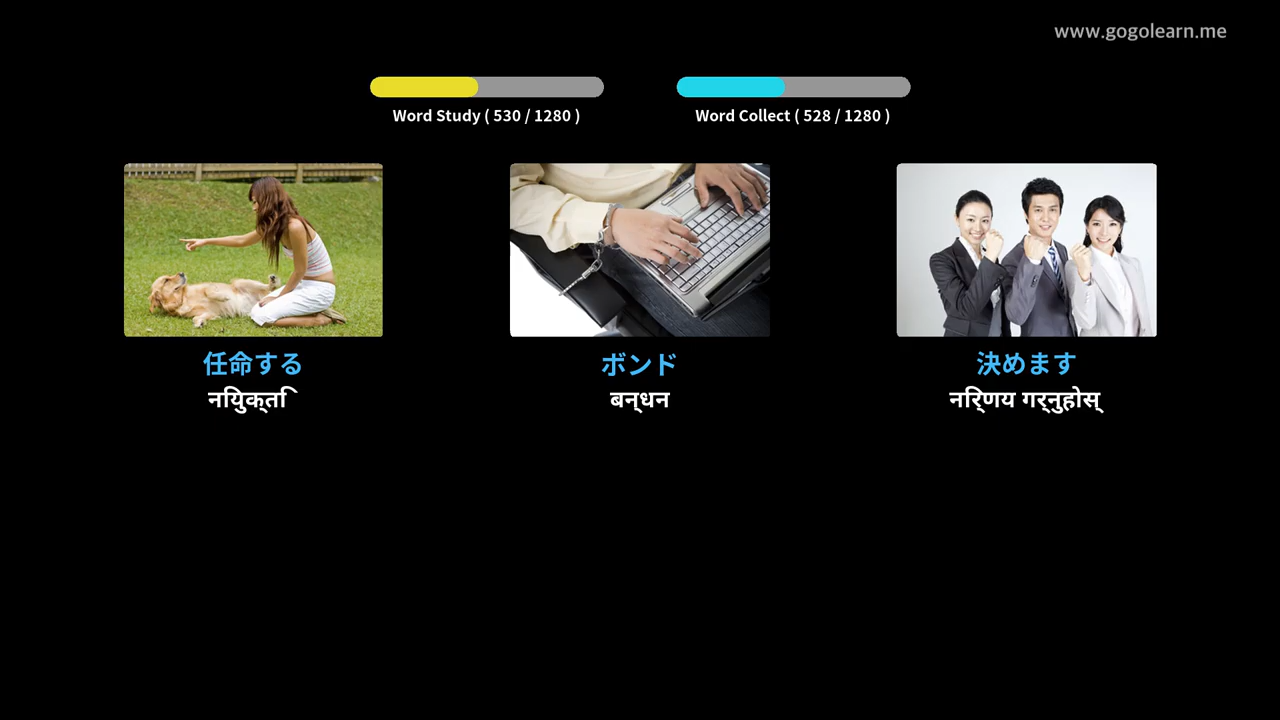 www.gogolearn.me
Word Study ( 530 / 1280 )
Word Collect ( 528 / 1280 )
任命する
ボンド
決めます
नियुक्ति
बन्धन
निर्णय गर्नुहोस्